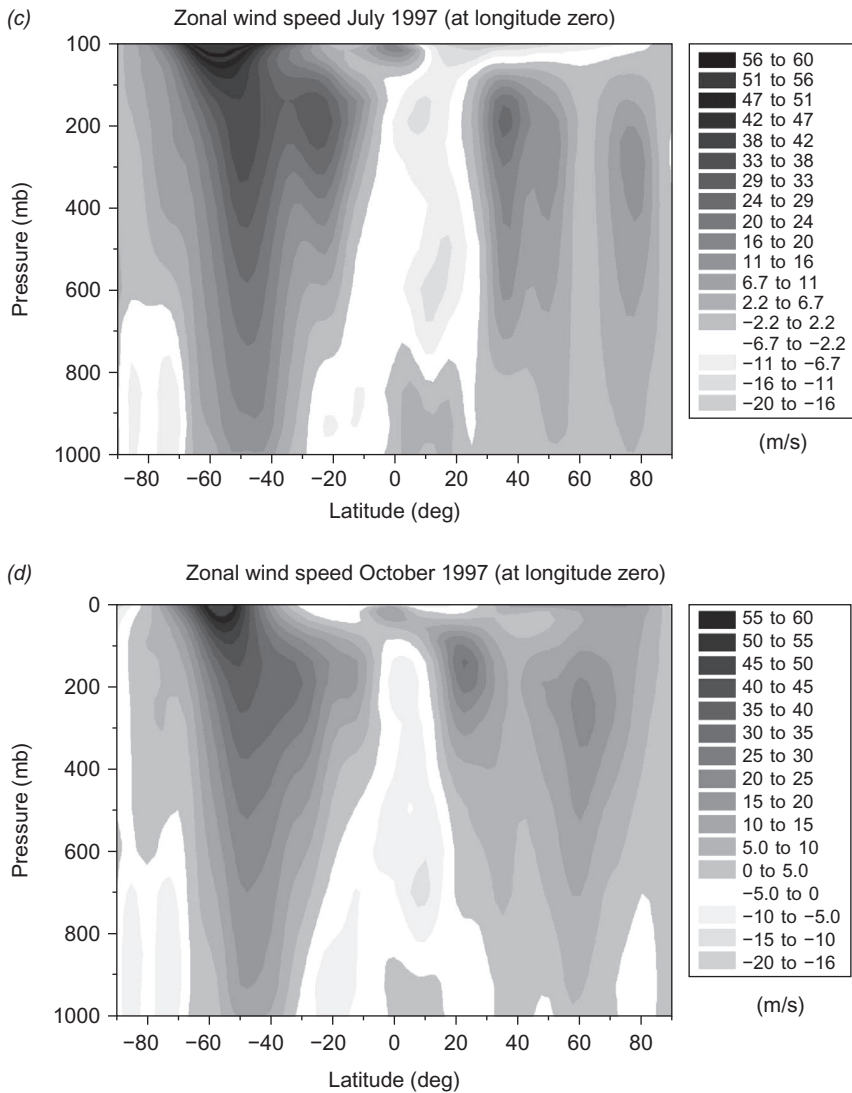 (c)
Zonal wind speed July 1997 (at longitude zero)
100
200
400
600
800
1000
Pressure (mb)
−80 −60 −40 −20 0 20 40 60 80
Latitude (deg)
56 to 60
51 to 56
47 to 51
42 to 47
38 to 42
33 to 38
29 to 33
24 to 29
20 to 24
16 to 20
11 to 16
6.7 to 11
2.2 to 6.7
−2.2 to 2.2
−6.7 to −2.2
−11 to −6.7
−16 to −11
−20 to −16
(m/s)
(d)
Zonal wind speed October 1997 (at longitude zero)
0
200
400
600
800
1000
Pressure (mb)
−80 −60 −40 −20 0 20 40 60 80
Latitude (deg)
55 to 60
50 to 55
45 to 50
40 to 45
35 to 40
30 to 35
25 to 30
20 to 25
15 to 20
10 to 15
5.0 to 10
0 to 5.0
−5.0 to 0
−10 to −5.0
−15 to −10
−20 to −16
(m/s)